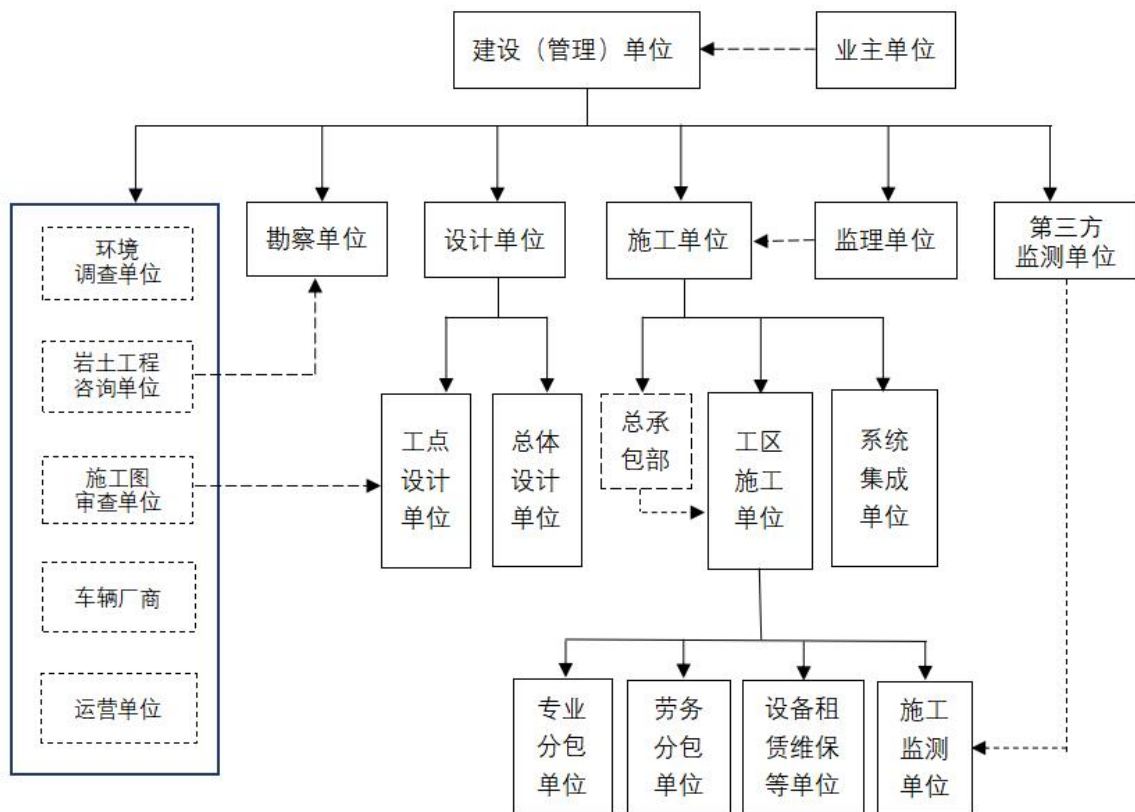 建设（管理）单位
业主单位
环境
调查单位
岩土工程
咨询单位
施工图
审查单位
车辆厂商
运营单位
勘察单位
设计单位
施工单位
监理单位
第三方
监测单位
工点
设计
单位
总体
设计
单位
总承
包部
工区
施工
单位
系统
集成
单位
专业
分包
单位
劳务
分包
单位
设备租
赁维保
等单位
施工
监测
单位